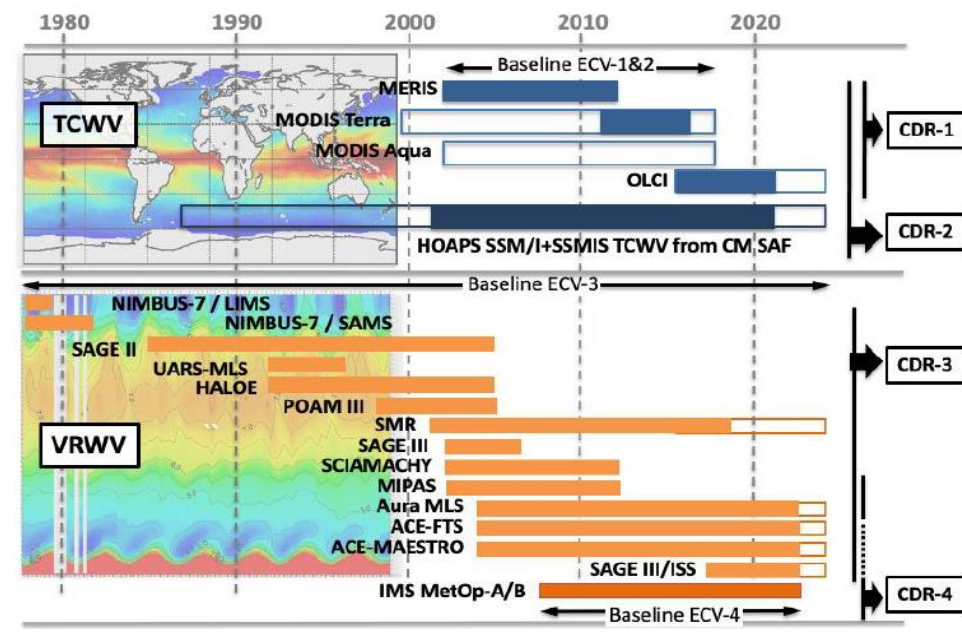 1980 1990 2000 2010 2020
Baseline ECV-1&2
MERIS
TCWV
MODIS Terra
CDR-1
MODIS Aqua
OLCI
CDR-2
HOAPS SSM/I+SSMIS TCWV from CM SAF
Baseline ECV-3
NIMBUS-7 / LIMS
NIMBUS-7 / SAMS
SAGE II
UARS-MLS
CDR-3
HALOE
POAM III
SMR
VRWV
SAGE III
SCIAMACHY
MIPAS
Aura MLS
ACE-FTS
ACE-MAESTRO
SAGE III/ISS
IMS MetOp-A/B
CDR-4
Baseline ECV-4